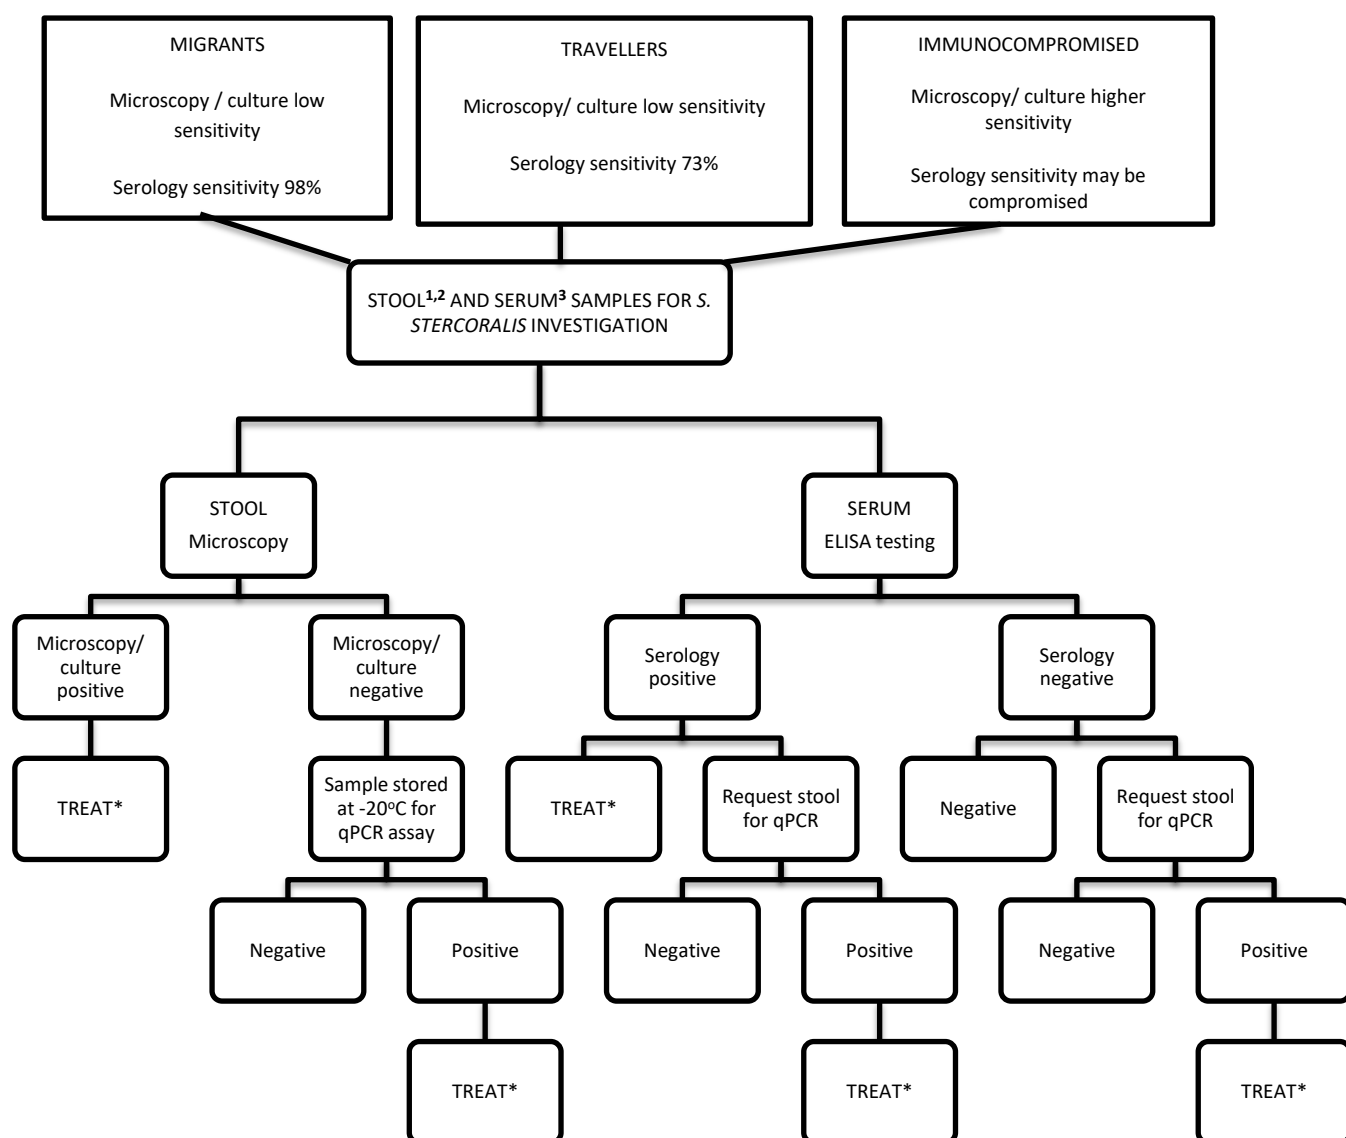 MIGRANTS
Microscopy / culture low
sensitivity
Serology sensitivity 98%
TRAVELLERS
Microscopy/ culture low sensitivity
Serology sensitivity 73%
IMMUNOCOMPROMISED
Microscopy/ culture higher
sensitivity
Serology sensitivity may be
compromised
STOOL1,2 AND SERUM3 SAMPLES FOR S.
STERCORALIS INVESTIGATION
STOOL
Microscopy
SERUM
ELISA testing
Microscopy/
culture
positive
Microscopy/
culture
negative
Serology
positive
Serology
negative
TREAT*
Sample stored
at -20oC for
qPCR assay
TREAT*
Request stool
for qPCR
Negative
Request stool
for qPCR
Negative
Positive
Negative
Positive
Negative
Positive
TREAT*
TREAT*
TREAT*